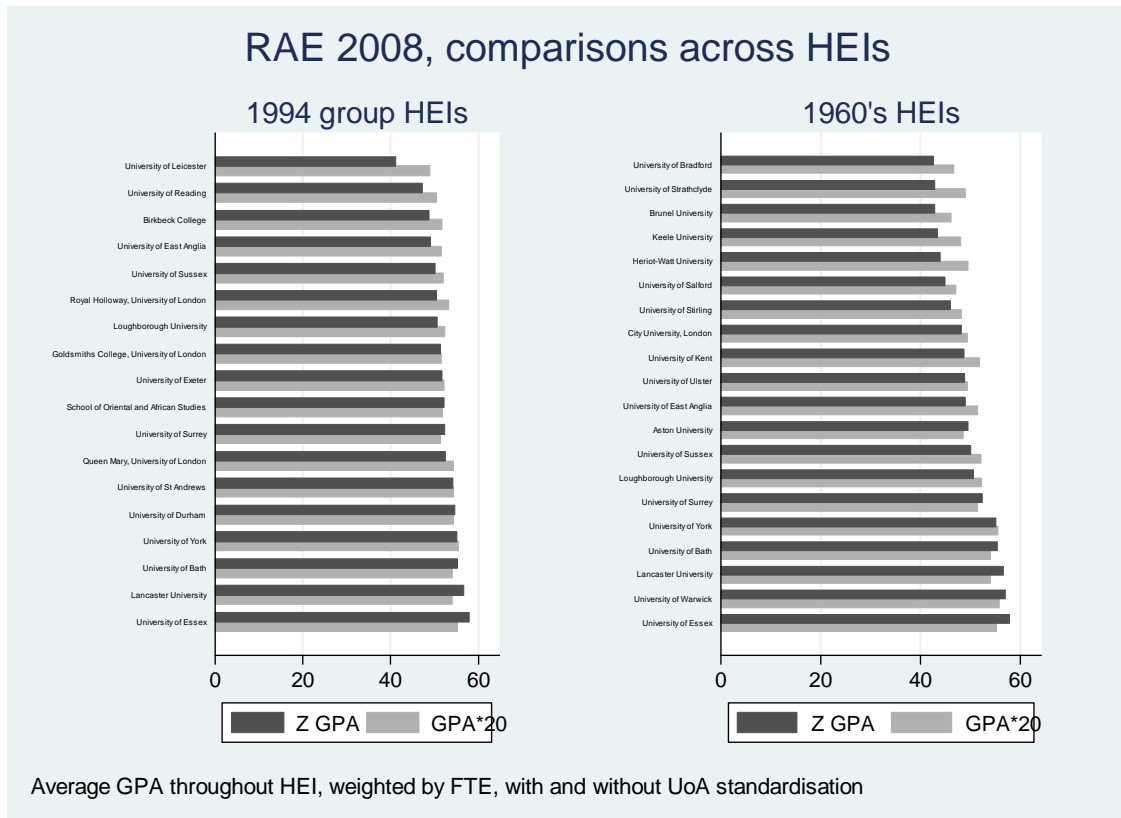 RAE 2008, comparisons across HEIs
1994 group HEIs
University of Leicester
University of Reading
Birkbeck College
University of East Anglia
University of Sussex
Royal Holloway, University of London
Loughborough University
Goldsmiths College, University of London
University of Exeter
School of Oriental and African Studies
University of Surrey
Queen Mary, University of London
University of St Andrews
University of Durham
University of York
University of Bath
Lancaster University
University of Essex
0 20 40 60
Z GPA GPA*20
1960's HEIs
University of Bradford
University of Strathclyde
Brunel University
Keele University
Heriot-Watt University
University of Salford
University of Stirling
City University, London
University of Kent
University of Ulster
University of East Anglia
Aston University
University of Sussex
Loughborough University
University of Surrey
University of York
University of Bath
Lancaster University
University of Warwick
University of Essex
0 20 40 60
Z GPA GPA*20
Average GPA throughout HEI, weighted by FTE, with and without UoA standardisation